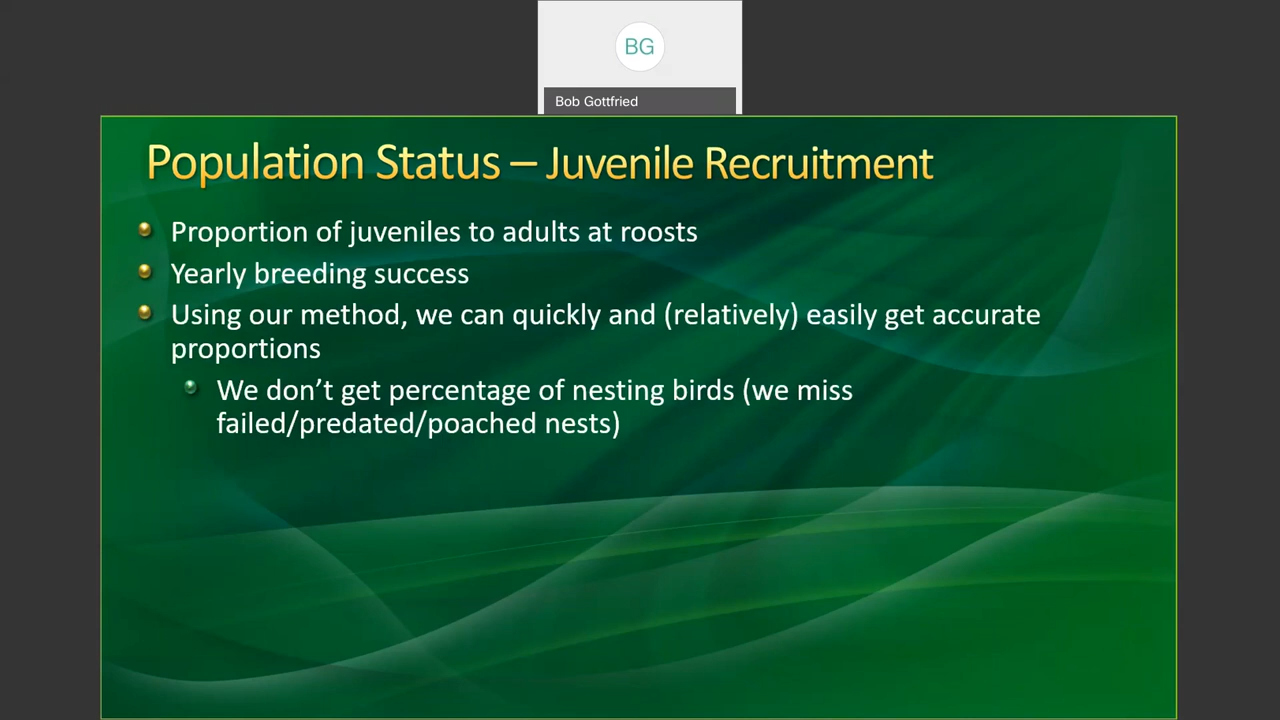 BG
Bob Gottfried
Population Status – Juvenile Recruitment
Proportion of juveniles to adults at roosts
Yearly breeding success
Using our method, we can quickly and (relatively) easily get accurate
proportions
We don’t get percentage of nesting birds (we miss
failed/predated/poached nests)